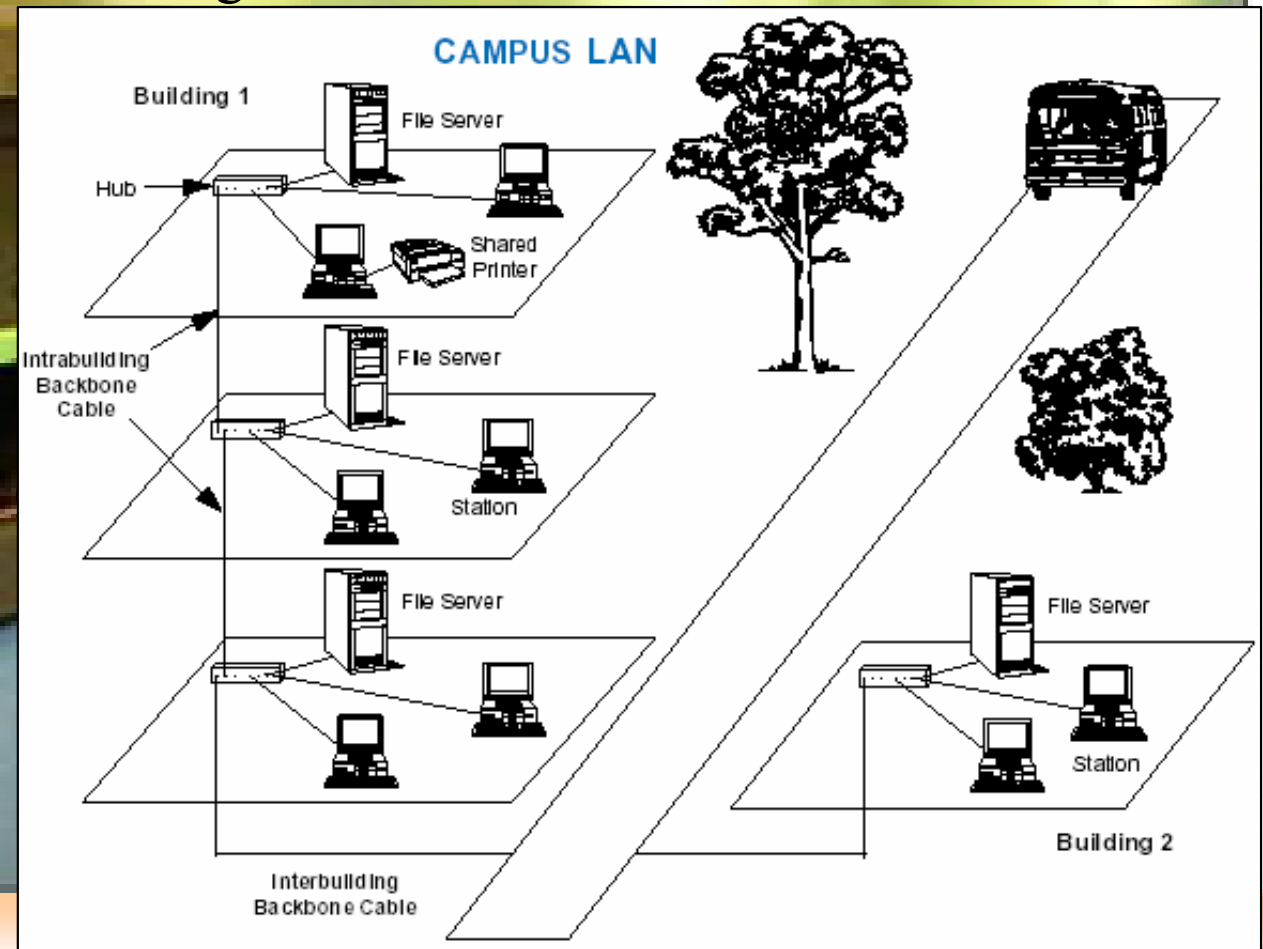 CAMPUS LAN
Building 1
File Server
Hub
Shared
Printer
Intrabuilding
Backbone
Cable
File Server
Station
File Server
File Server
Station
Building 2
Interbuilding
Backbone Cable